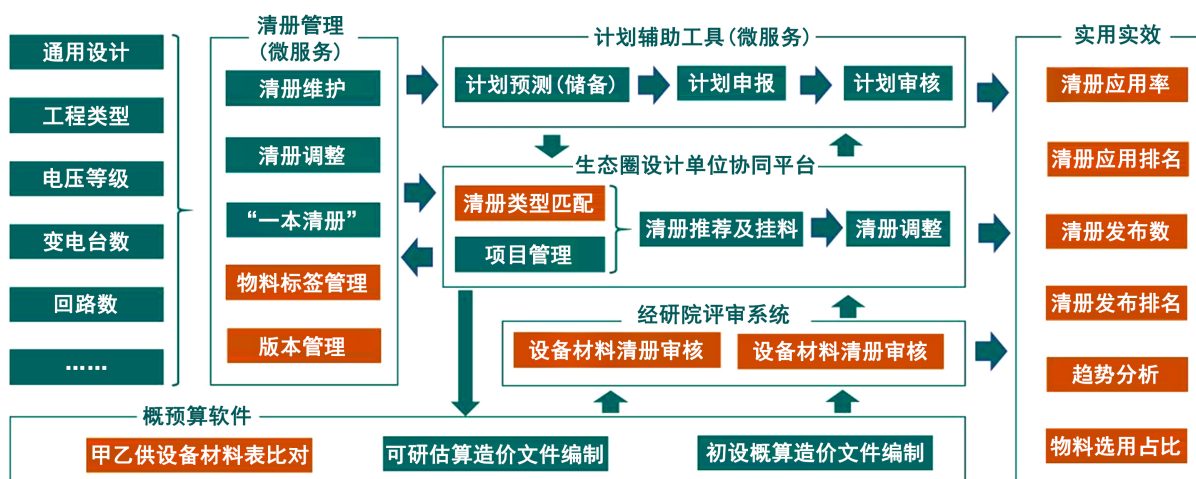 通用设计
工程类型
电压等级
变电台数
回路数
……
清册管理
(微服务)
清册维护
清册调整
“一本清册”
物料标签管理
版本管理
计划辅助工具(微服务)
计划预测(储备)
计划申报
计划审核
生态圈设计单位协同平台
清册类型匹配
项目管理
清册推荐及挂料
清册调整
经研院评审系统
设备材料清册审核
设备材料清册审核
概预算软件
甲乙供设备材料表比对
可研估算造价文件编制
初设概算造价文件编制
实用实效
清册应用率
清册应用排名
清册发布数
清册发布排名
趋势分析
物料选用占比